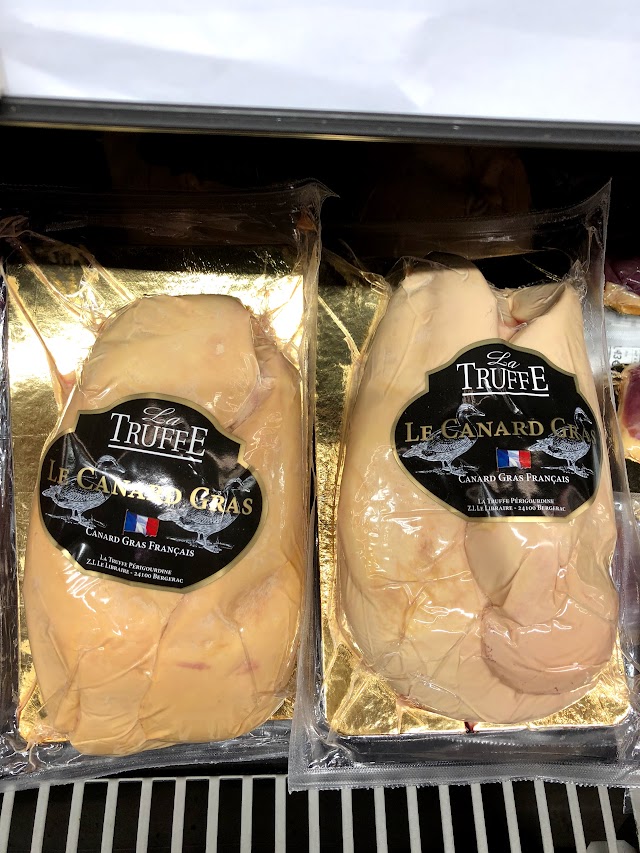 La
TRUFFE
LE CANARD GRAS
CANARD GRAS FRANÇAIS
LA TRUFFE PÉRIGOURDINE
Z.I. LE LIBRAIRE - 24100 BERGERAC
La
TRUFFE
LE CANARD GRAS
CANARD GRAS FRANÇAIS
LA TRUFFE PÉRIGOURDINE
Z.I. LE LIBRAIRE - 24100 BERGERAC